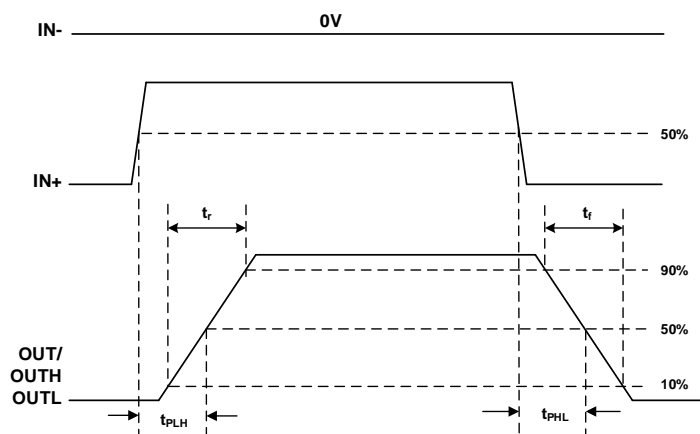 IN-
0V
50%
IN+
tr
tf
90%
50%
OUT/
OUTH
OUTL
10%
tPLH
tPHL